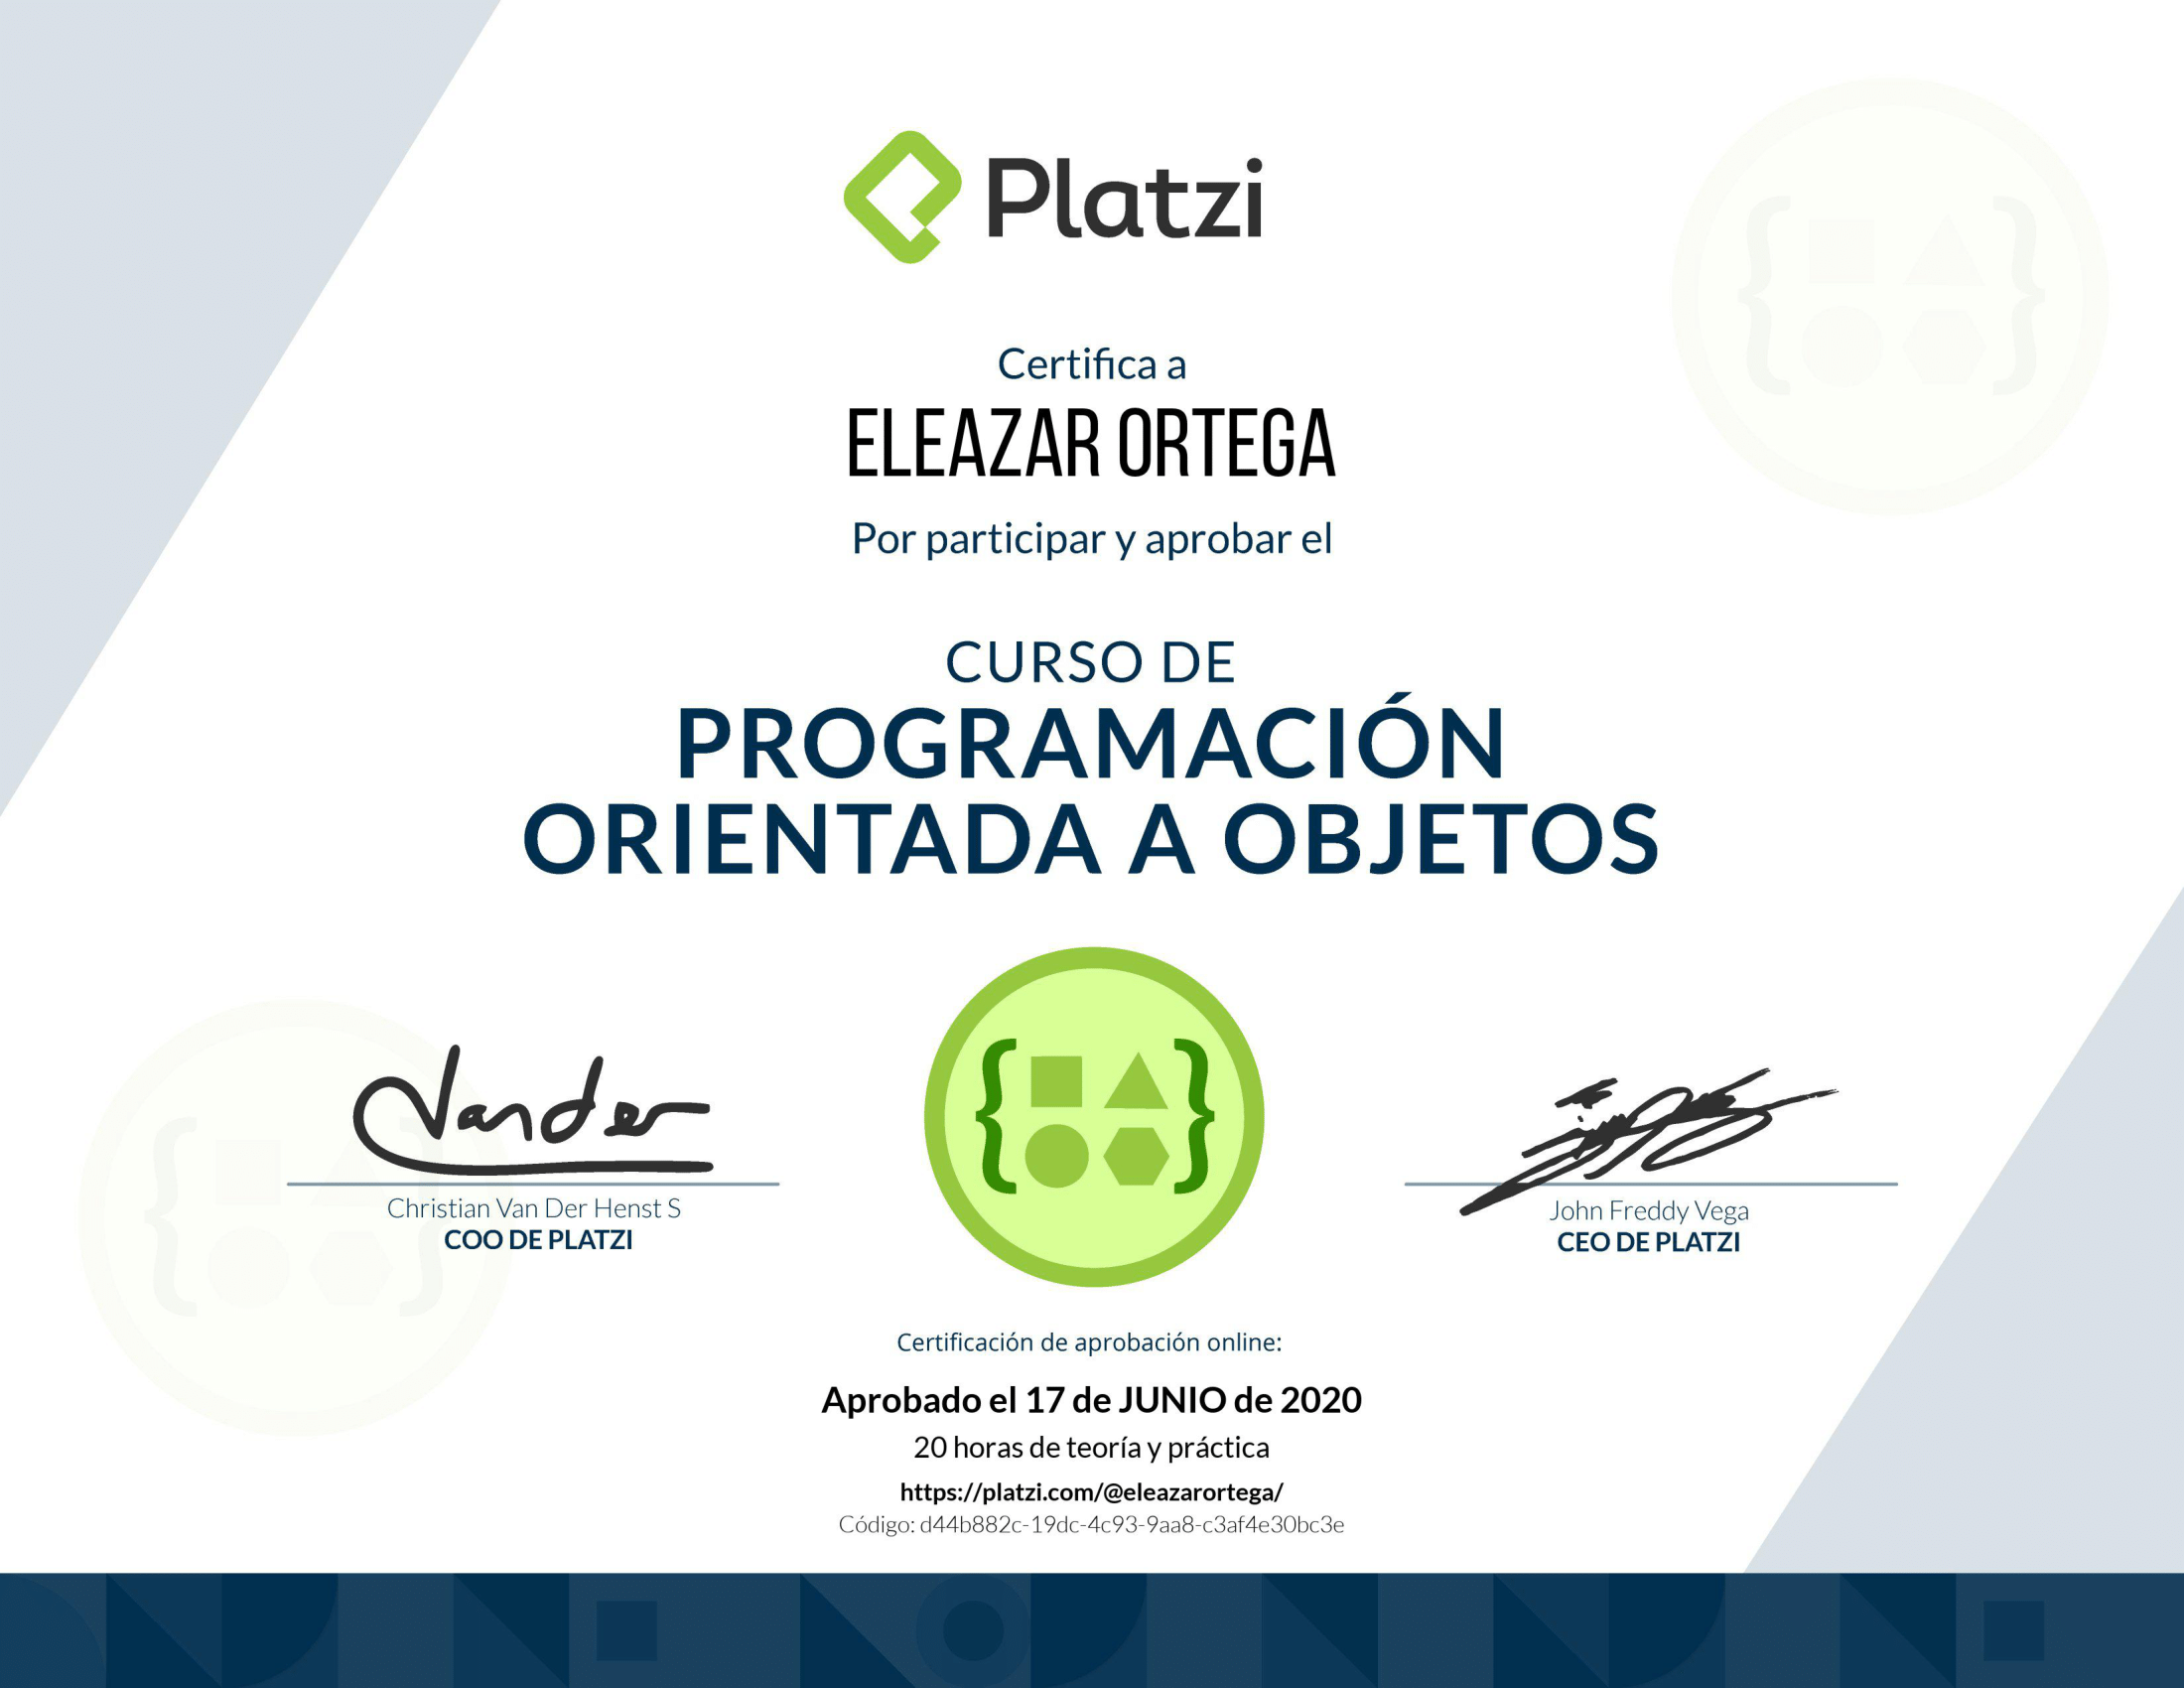 Platzi
Certifica a
ELEAZAR ORTEGA
Por participar y aprobar el
CURSO DE
PROGRAMACIÓN
ORIENTADA A OBJETOS
Vander
Christian Van Der Henst S
COO DE PLATZI
John Freddy Vega
CEO DE PLATZI
Certificación de aprobación online:
Aprobado el 17 de JUNIO de 2020
20 horas de teoría y práctica
https://platzi.com/@eleazarortega/
Código: d44b882c-19dc-4c93-9aa8-c3af4e30bc3e